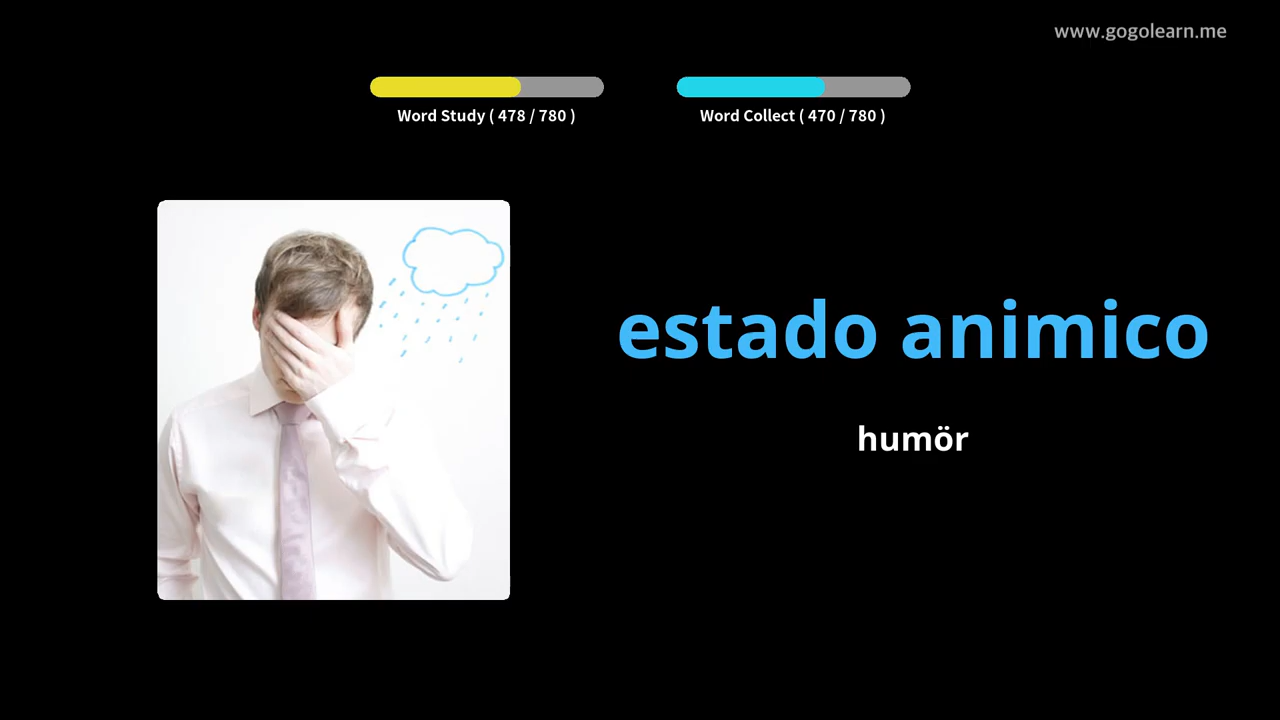 www.gogolearn.me
Word Study ( 478 / 780 )
Word Collect ( 470 / 780 )
estado animico
humör